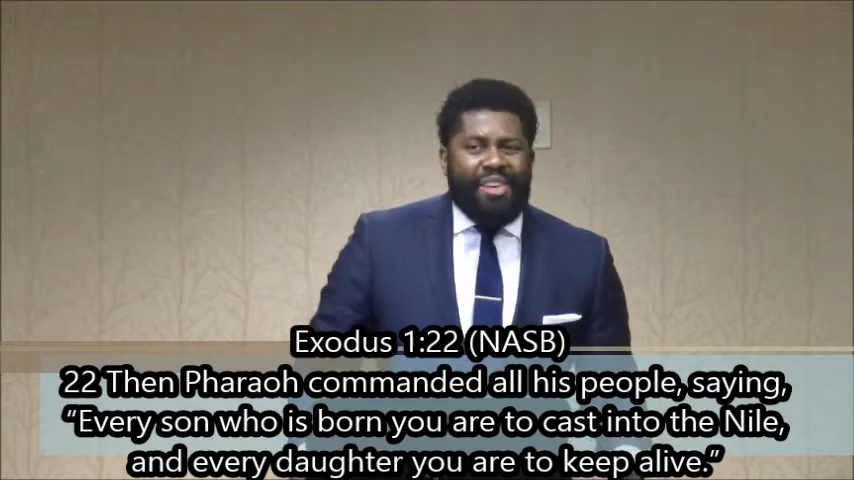 Exodus 1:22 (NASB)
22 Then Pharaoh commanded all his people, saying,
“Every son who is born you are to cast into the Nile,
and every daughter you are to keep alive.”